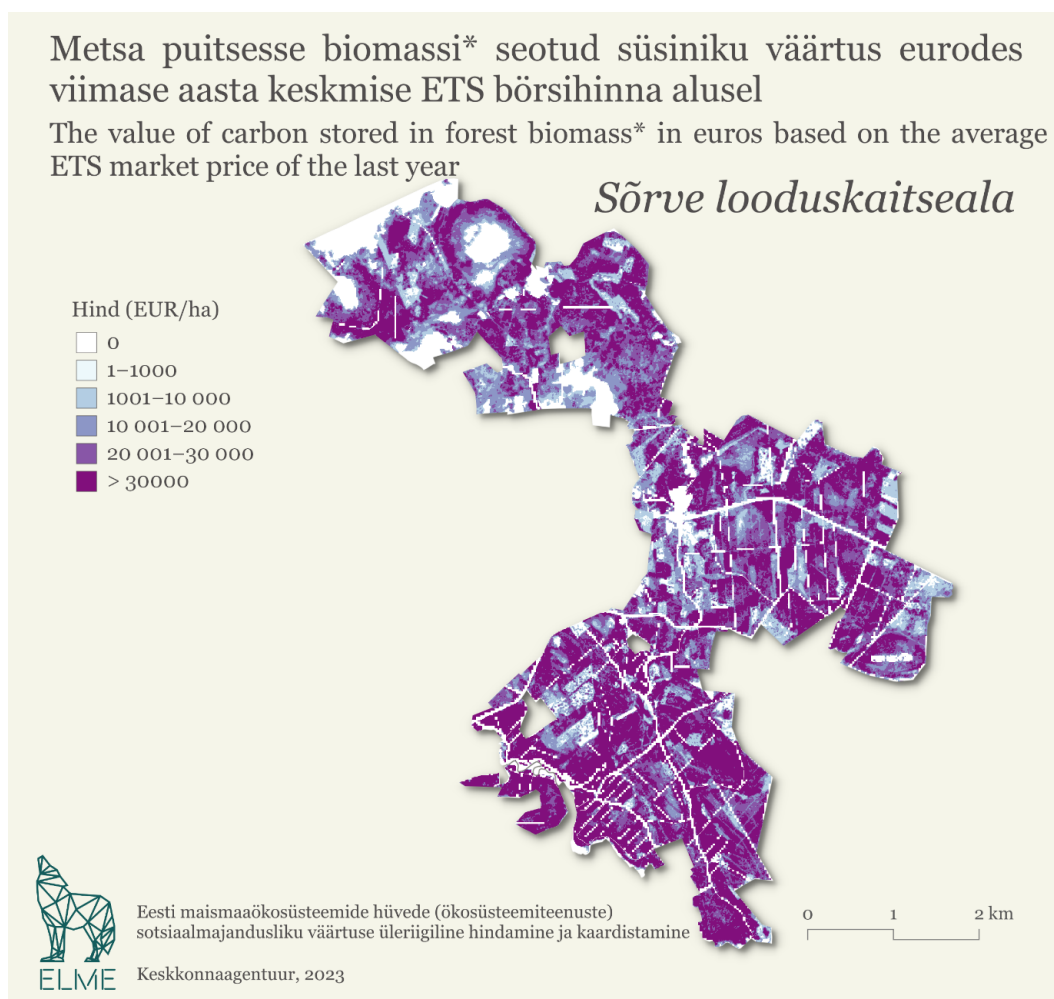 Metsa puitsesse biomassi* seotud süsiniku väärtus eurodes
viimase aasta keskmise ETS börsihinna alusel
The value of carbon stored in forest biomass* in euros based on the average
ETS market price of the last year
Sõrve looduskaitseala
Hind (EUR/ha)
0
1–1000
1001–10 000
10 001–20 000
20 001–30 000
> 30000
Eesti maismaaökosüsteemide hüvede (ökosüsteemiteenuste)
sotsiaalmajandusliku väärtuse üleriigiline hindamine ja kaardistamine
Keskkonnaagentuur, 2023
ELME
0 1 2 km